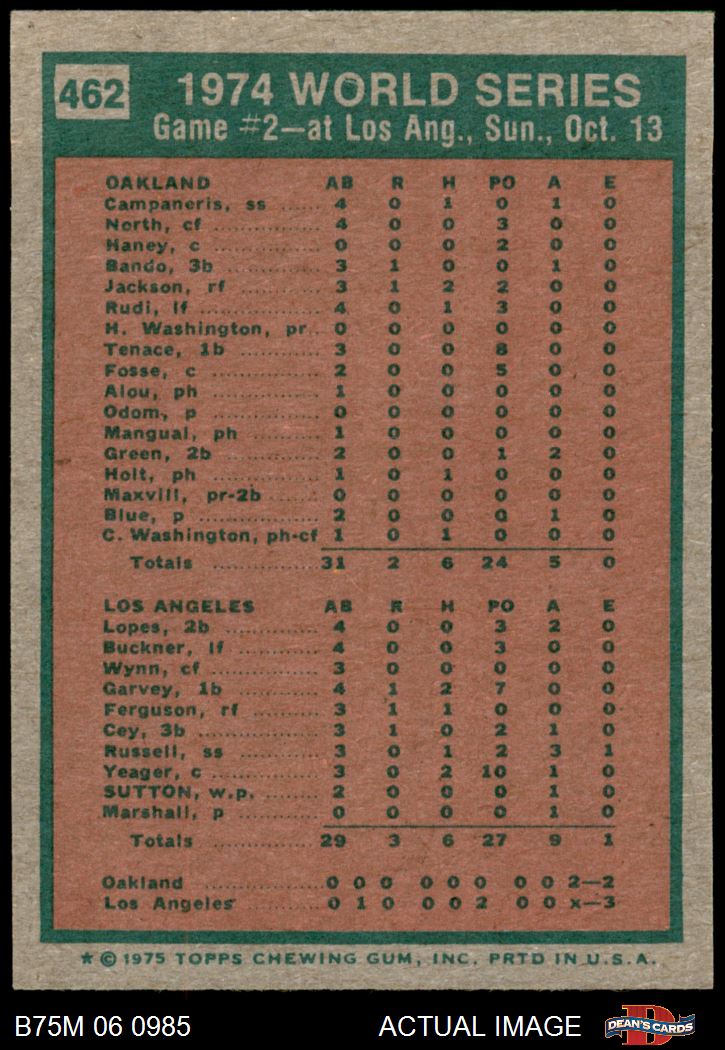 462
1974 WORLD SERIES
Game #2—at Los Ang., Sun., Oct. 13
OAKLAND AB R H PO A E
Campaneris, ss ...... 4 0 1 0 1 0
North, cf ............... 4 0 0 3 0 0
Haney, c ............... 0 0 0 2 0 0
Bando, 3b ............. 3 1 0 0 1 0
Jackson, rf ............ 3 1 2 2 0 0
Rudi, lf ................. 4 0 1 3 0 0
H. Washington, pr.. 0 0 0 0 0 0
Tenace, 1b ............ 3 0 0 8 0 0
Fosse, c ................ 2 0 0 5 0 0
Alou, ph ................ 1 0 0 0 0 0
Odom, p ............... 0 0 0 0 0 0
Mangual, ph ......... 1 0 0 0 0 0
Green, 2b ............. 2 0 0 1 2 0
Holt, ph ................ 1 0 1 0 0 0
Maxvill, pr-2b ....... 0 0 0 0 0 0
Blue, p ................. 2 0 0 0 1 0
C. Washington, ph-cf 1 0 1 0 0 0
Totals ............... 31 2 6 24 5 0
LOS ANGELES AB R H PO A E
Lopes, 2b ............. 4 0 0 3 2 0
Buckner, lf ........... 4 0 0 3 0 0
Wynn, cf ............... 3 0 0 0 0 0
Garvey, 1b ............ 4 1 2 7 0 0
Ferguson, rf ......... 3 1 1 0 0 0
Cey, 3b ................ 3 1 0 2 1 0
Russell, ss ........... 3 0 1 2 3 1
Yeager, c .............. 3 0 2 10 1 0
SUTTON, w.p. ........ 2 0 0 0 1 0
Marshall, p ........... 0 0 0 0 1 0
Totals ............... 29 3 6 27 9 1
Oakland ............... 0 0 0 0 0 0 0 0 2—2
Los Angeles .......... 0 1 0 0 0 2 0 0 x—3
★ © 1975 TOPPS CHEWING GUM, INC. PRTD IN U.S.A.
B75M 06 0985 ACTUAL IMAGE
D
DEAN'S CARDS